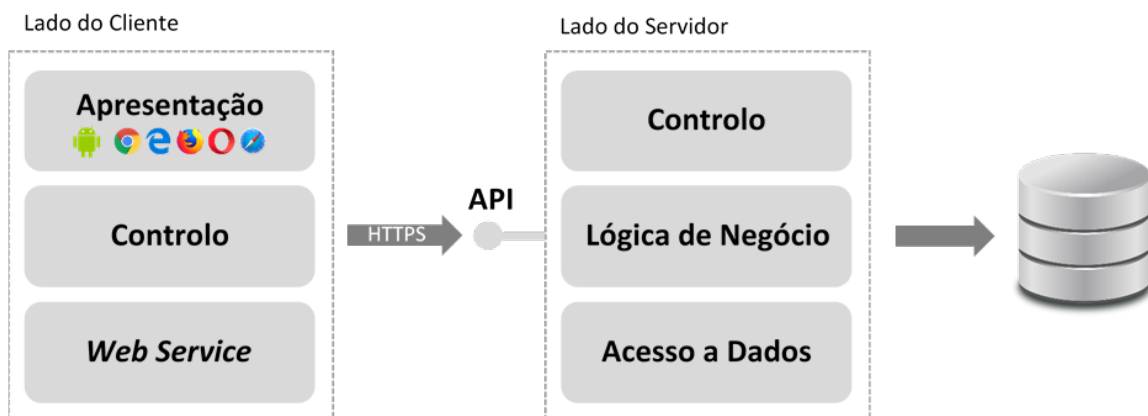 Lado do Cliente
Apresentação
Controlo
Web Service
HTTPS
API
Lado do Servidor
Controlo
Lógica de Negócio
Acesso a Dados